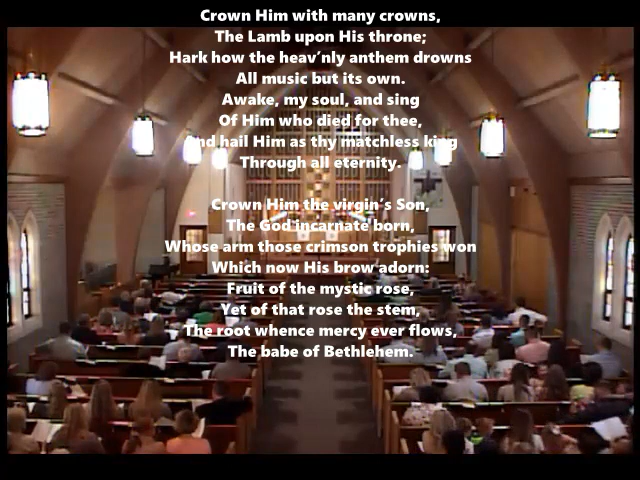 Crown Him with many crowns,
The Lamb upon His throne;
Hark how the heav'nly anthem drowns
All music but its own.
Awake, my soul, and sing
Of Him who died for thee,
And hail Him as thy matchless king
Through all eternity.
Crown Him the virgin's Son,
The God incarnate born,
Whose arm those crimson trophies won
Which now His brow adorn:
Fruit of the mystic rose,
Yet of that rose the stem,
The root whence mercy ever flows,
The babe of Bethlehem.